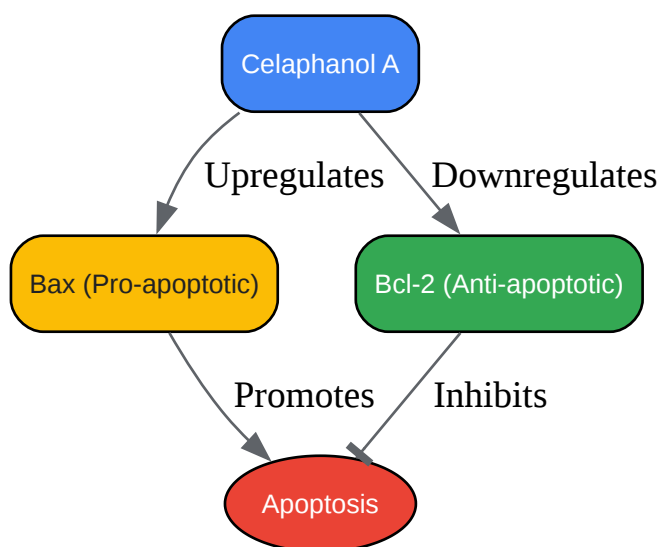 Celaphanol A
Upregulates
Downregulates
Bax (Pro-apoptotic)
Bcl-2 (Anti-apoptotic)
Promotes
Inhibits
Apoptosis